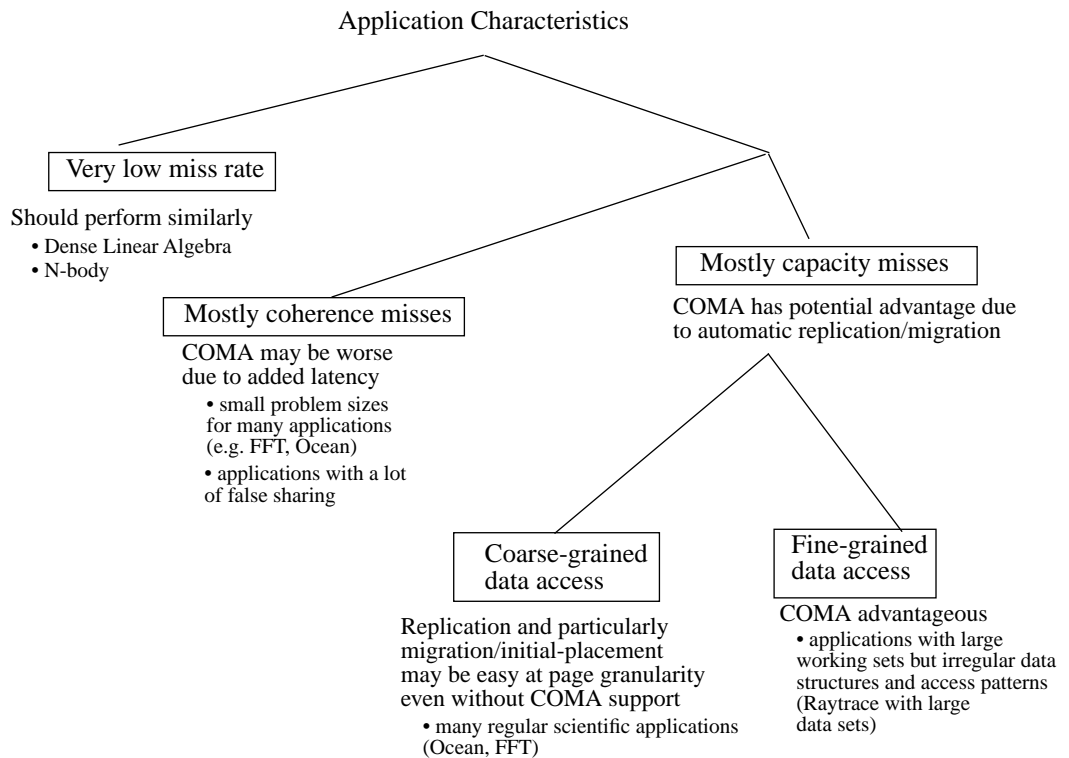 Application Characteristics
Very low miss rate
Should perform similarly
• Dense Linear Algebra
• N-body
Mostly coherence misses
COMA may be worse
due to added latency
• small problem sizes
for many applications
(e.g. FFT, Ocean)
• applications with a lot
of false sharing
Mostly capacity misses
COMA has potential advantage due
to automatic replication/migration
Coarse-grained
data access
Replication and particularly
migration/initial-placement
may be easy at page granularity
even without COMA support
• many regular scientific applications
(Ocean, FFT)
Fine-grained
data access
COMA advantageous
• applications with large
working sets but irregular data
structures and access patterns
(Raytrace with large
data sets)